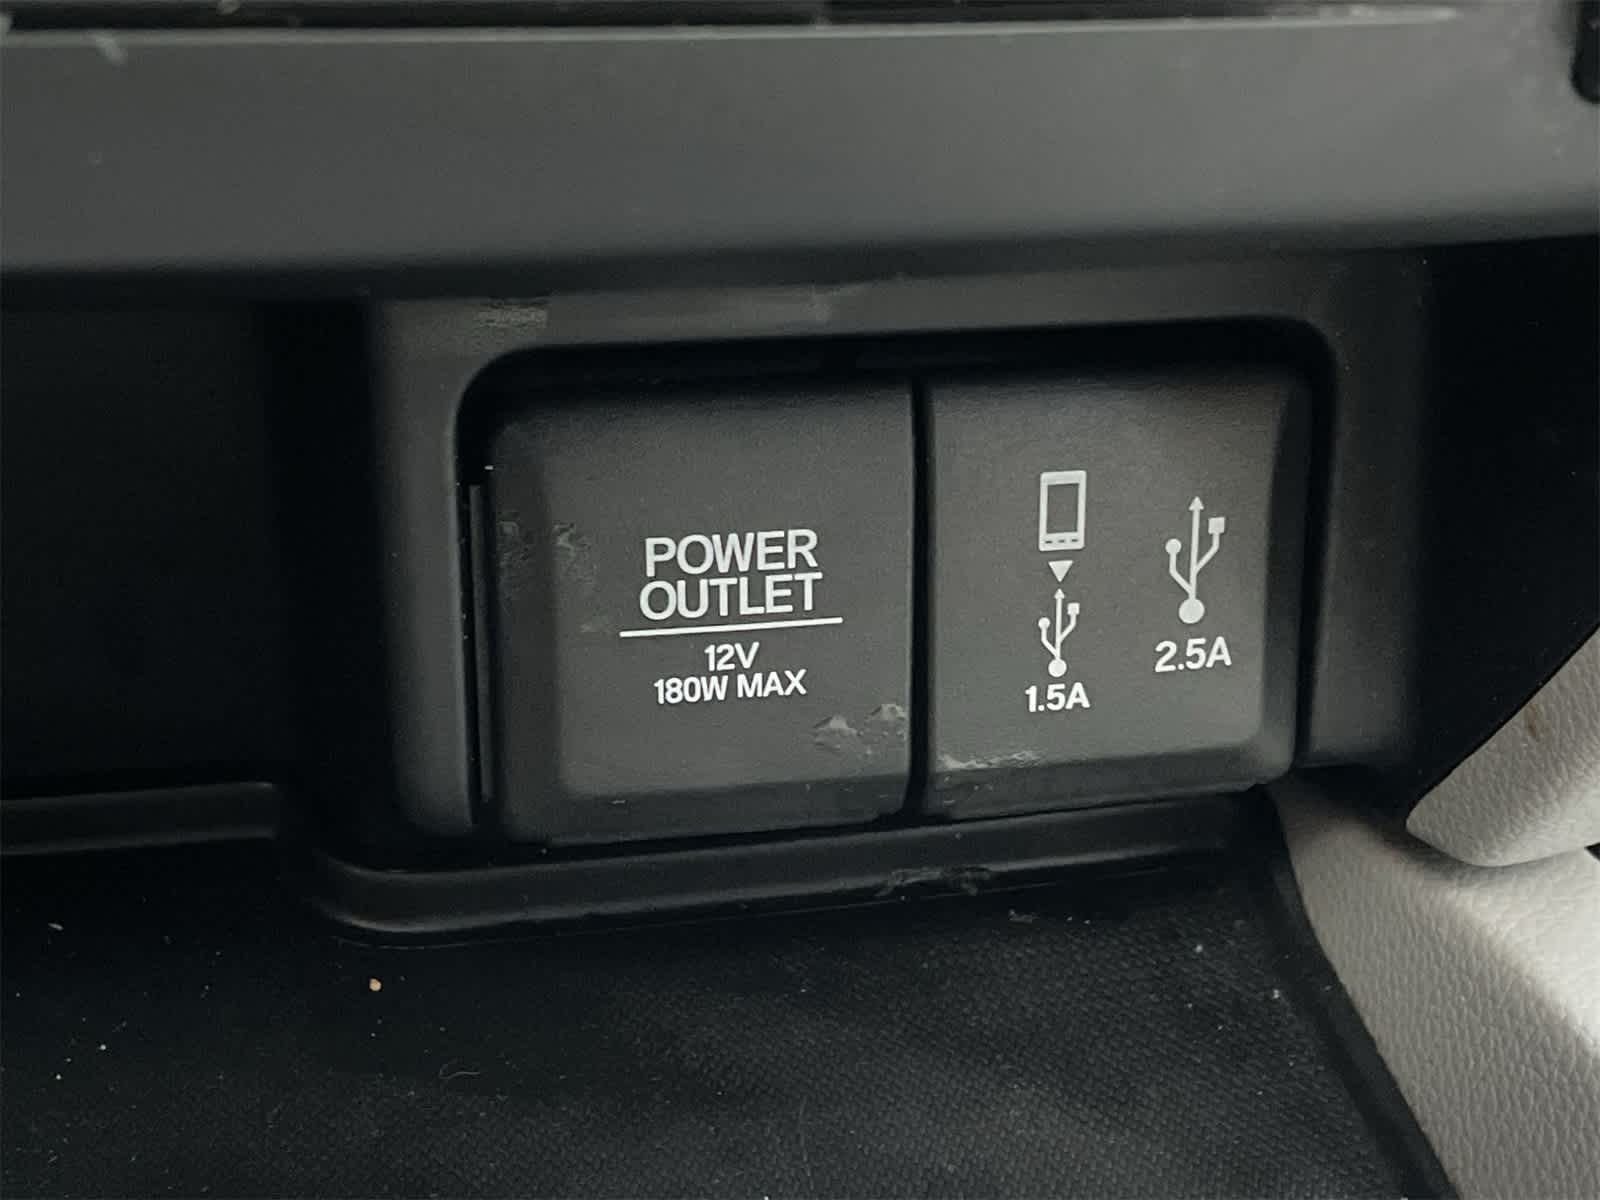 POWER
OUTLET
12V
180W MAX
1.5A
2.5A